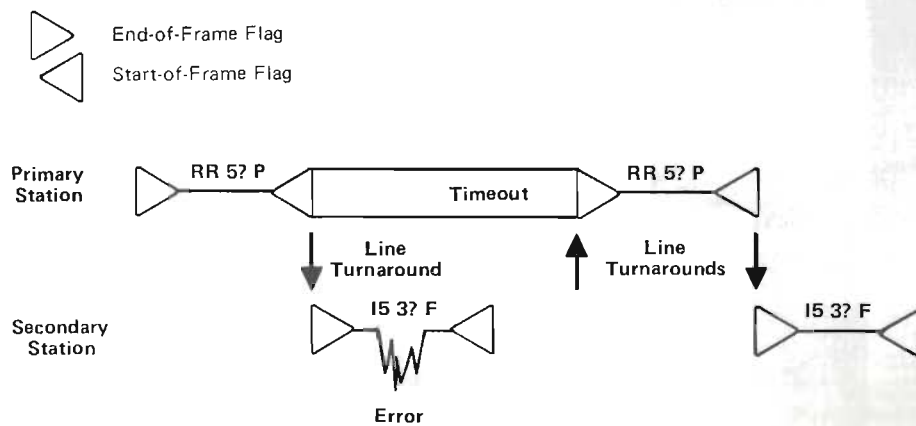 End-of-Frame Flag
Start-of-Frame Flag
RR 5? P
RR 5? P
Primary
Station
Timeout
Line
Turnaround
Line
Turnarounds
I5 3? F
I5 3? F
Secondary
Station
Error